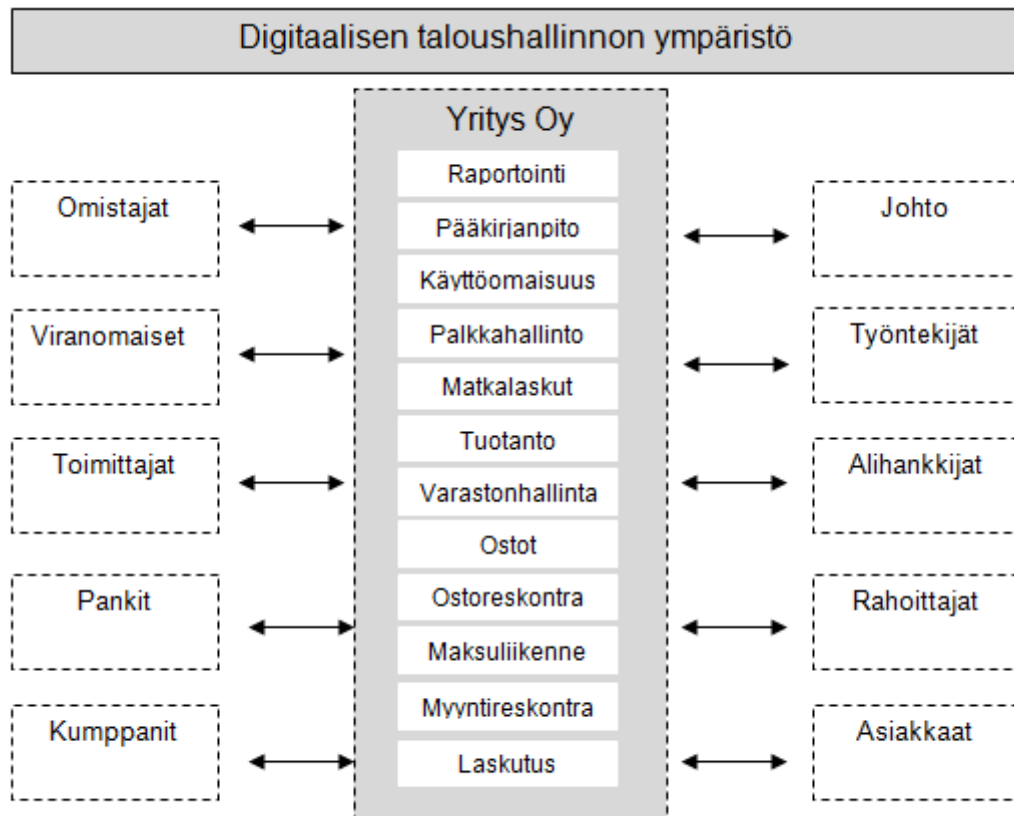 Digitaalisen taloushallinnon ympäristö
Yritys Oy
Raportointi
Pääkirjanpito
Käyttöomaisuus
Palkkahallinto
Matkalaskut
Tuotanto
Varastonhallinta
Ostot
Ostoreskontra
Maksuliikenne
Myyntireskontra
Laskutus
Omistajat
Viranomaiset
Toimittajat
Pankit
Kumppanit
Johto
Työntekijät
Alihankkijat
Rahoittajat
Asiakkaat